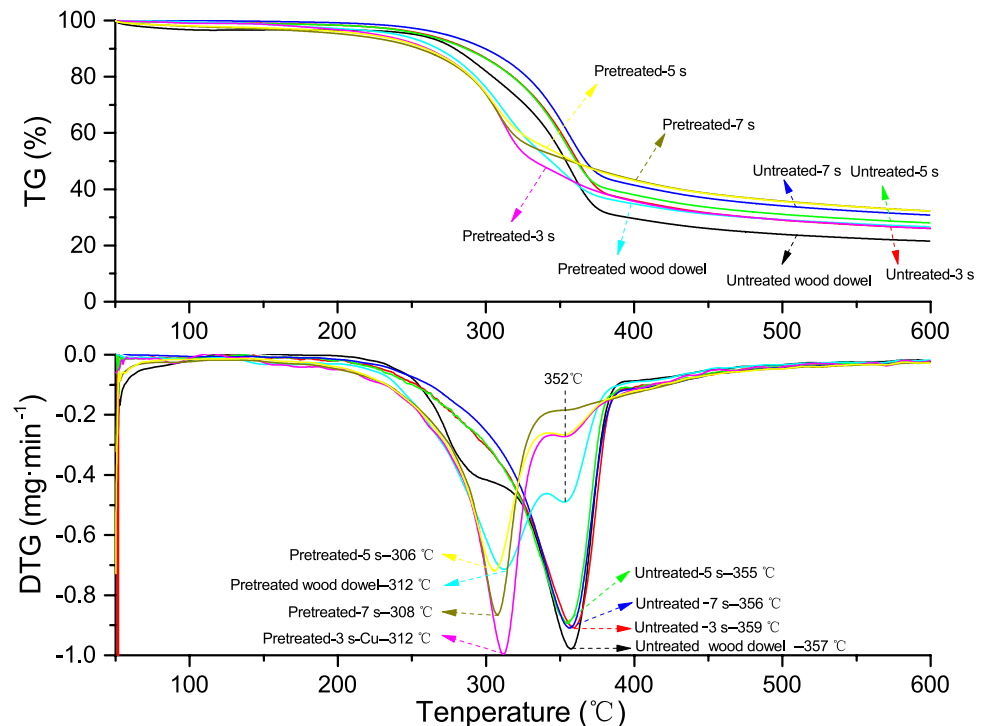 100
80
60
40
20
0
TG (%)
Pretreated-5 s
Pretreated-7 s
Untreated-7 s
Untreated-5 s
Pretreated-3 s
Pretreated wood dowel
Untreated wood dowel
Untreated-3 s
100
200
300
400
500
600
0.0
-0.2
-0.4
-0.6
-0.8
-1.0
DTG (mg·min⁻¹)
352℃
Pretreated-5 s–306 ℃
Pretreated wood dowel–312℃
Pretreated-7 s–308 ℃
Pretreated-3 s-Cu–312 ℃
Untreated-5 s–355 ℃
Untreated -7 s–356 ℃
Untreated -3 s–359 ℃
Untreated wood dowel –357 ℃
100
200
300
400
500
600
Tenperature (℃)